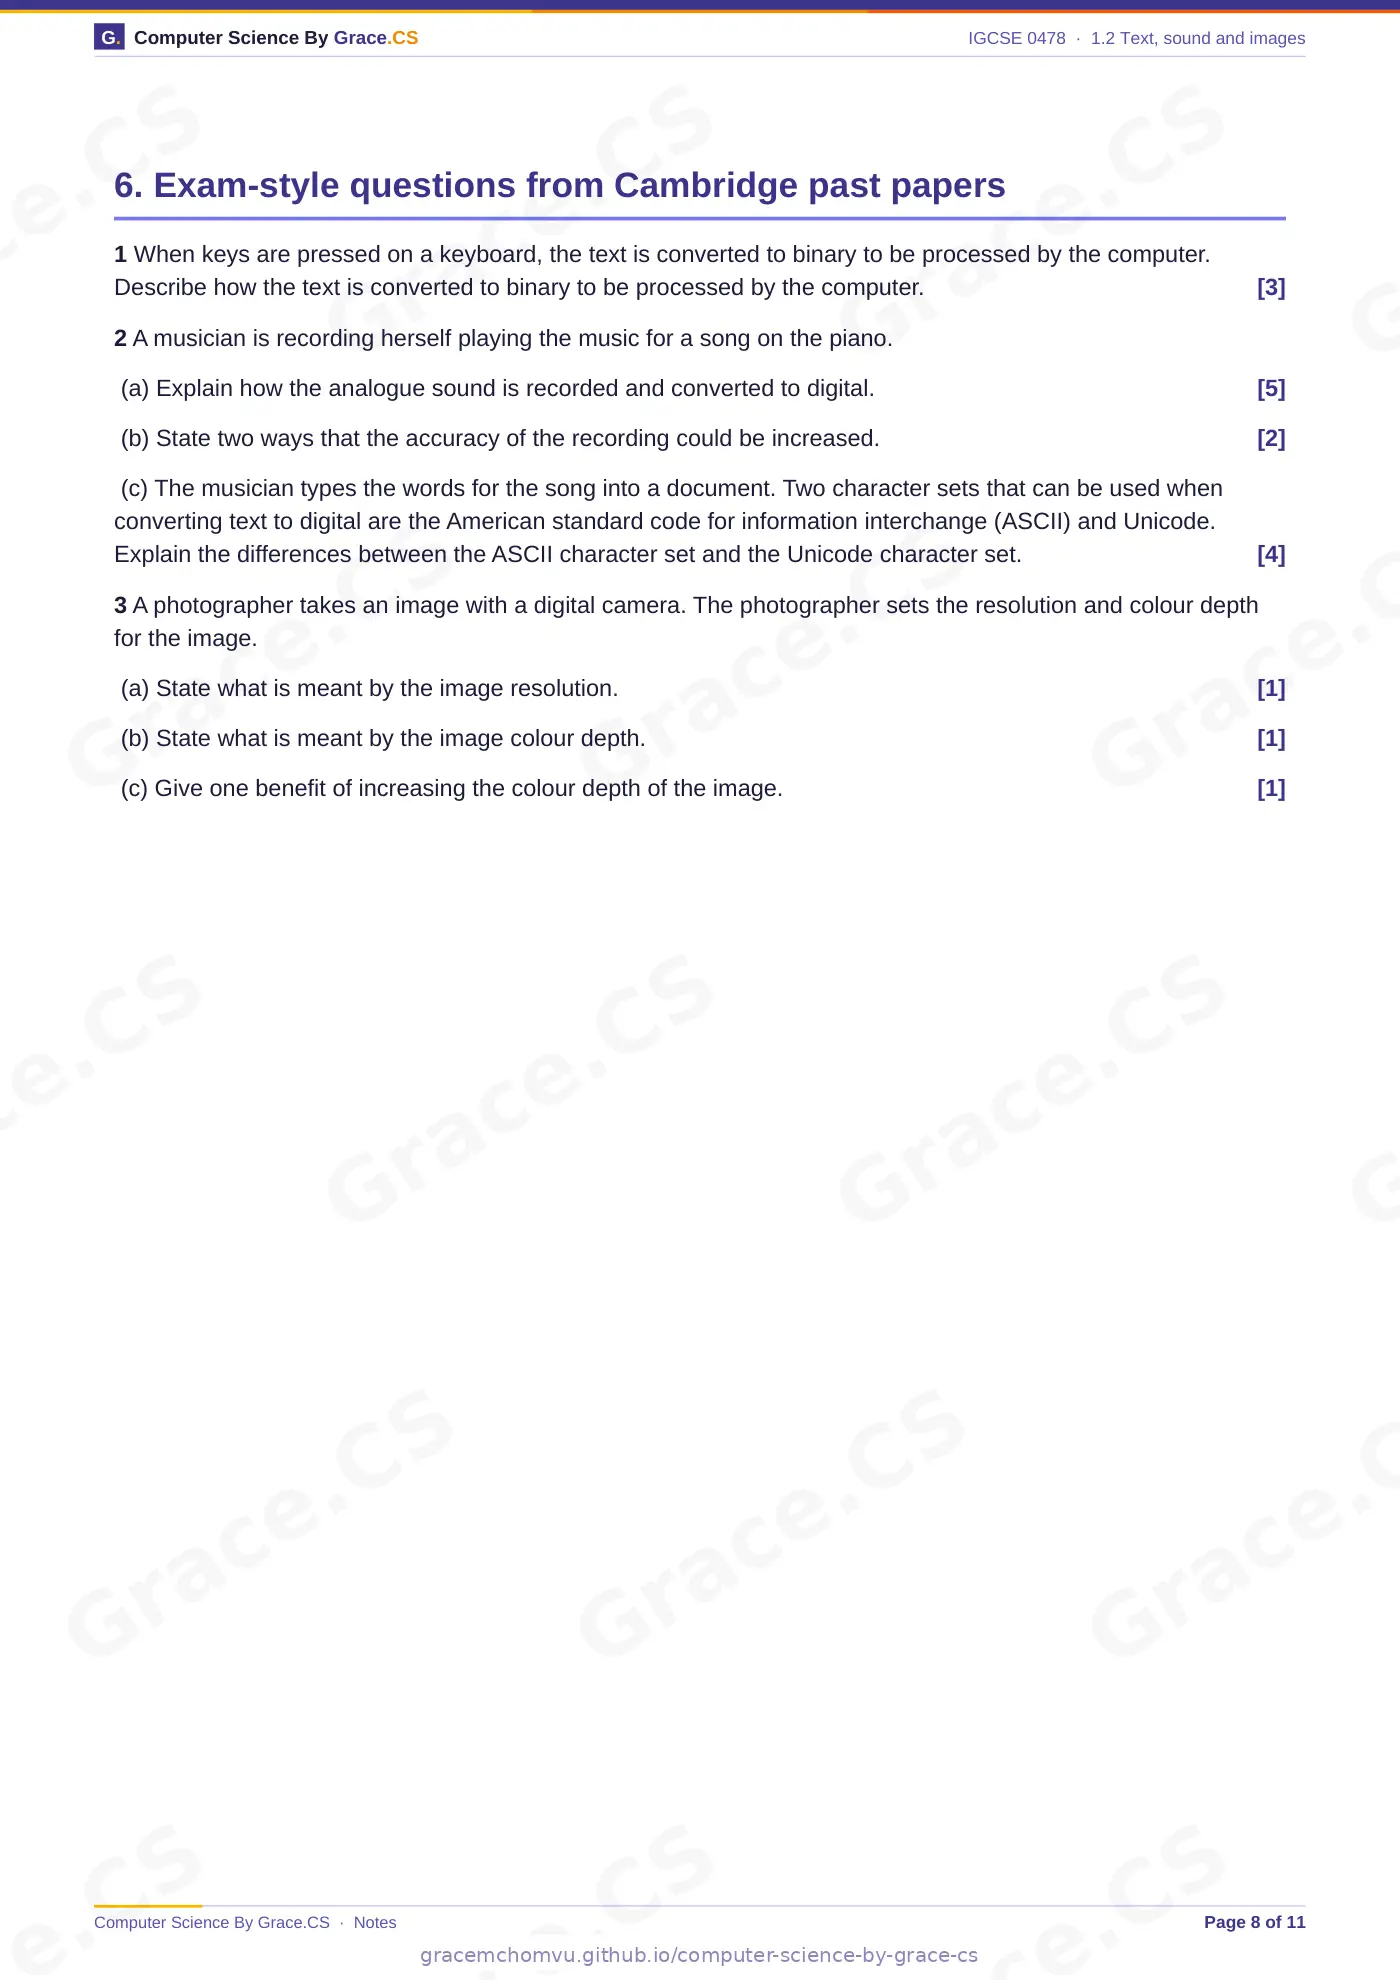 G. Computer Science By Grace.CS
IGCSE 0478 · 1.2 Text, sound and images
6. Exam-style questions from Cambridge past papers
1 When keys are pressed on a keyboard, the text is converted to binary to be processed by the computer.
Describe how the text is converted to binary to be processed by the computer. [3]
2 A musician is recording herself playing the music for a song on the piano.
(a) Explain how the analogue sound is recorded and converted to digital. [5]
(b) State two ways that the accuracy of the recording could be increased. [2]
(c) The musician types the words for the song into a document. Two character sets that can be used when
converting text to digital are the American standard code for information interchange (ASCII) and Unicode.
Explain the differences between the ASCII character set and the Unicode character set. [4]
3 A photographer takes an image with a digital camera. The photographer sets the resolution and colour depth
for the image.
(a) State what is meant by the image resolution. [1]
(b) State what is meant by the image colour depth. [1]
(c) Give one benefit of increasing the colour depth of the image. [1]
Computer Science By Grace.CS · Notes
Page 8 of 11
gracemchomvu.github.io/computer-science-by-grace-cs